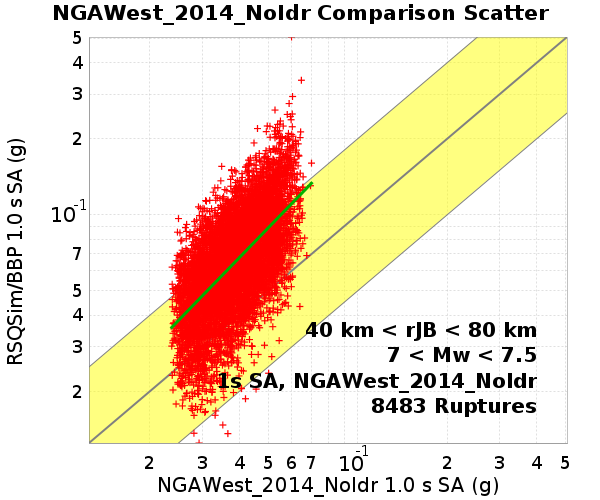 NGAWest_2014_NoIdr Comparison Scatter
5
4
3
2
10-1
7
5
4
3
2
RSQSim/BBP 1.0 s SA (g)
40 km < rJB < 80 km
7 < Mw < 7.5
1s SA, NGAWest_2014_NoIdr
8483 Ruptures
2 3 4 5 6 7 10-1 2 3 4 5
NGAWest_2014_NoIdr 1.0 s SA (g)